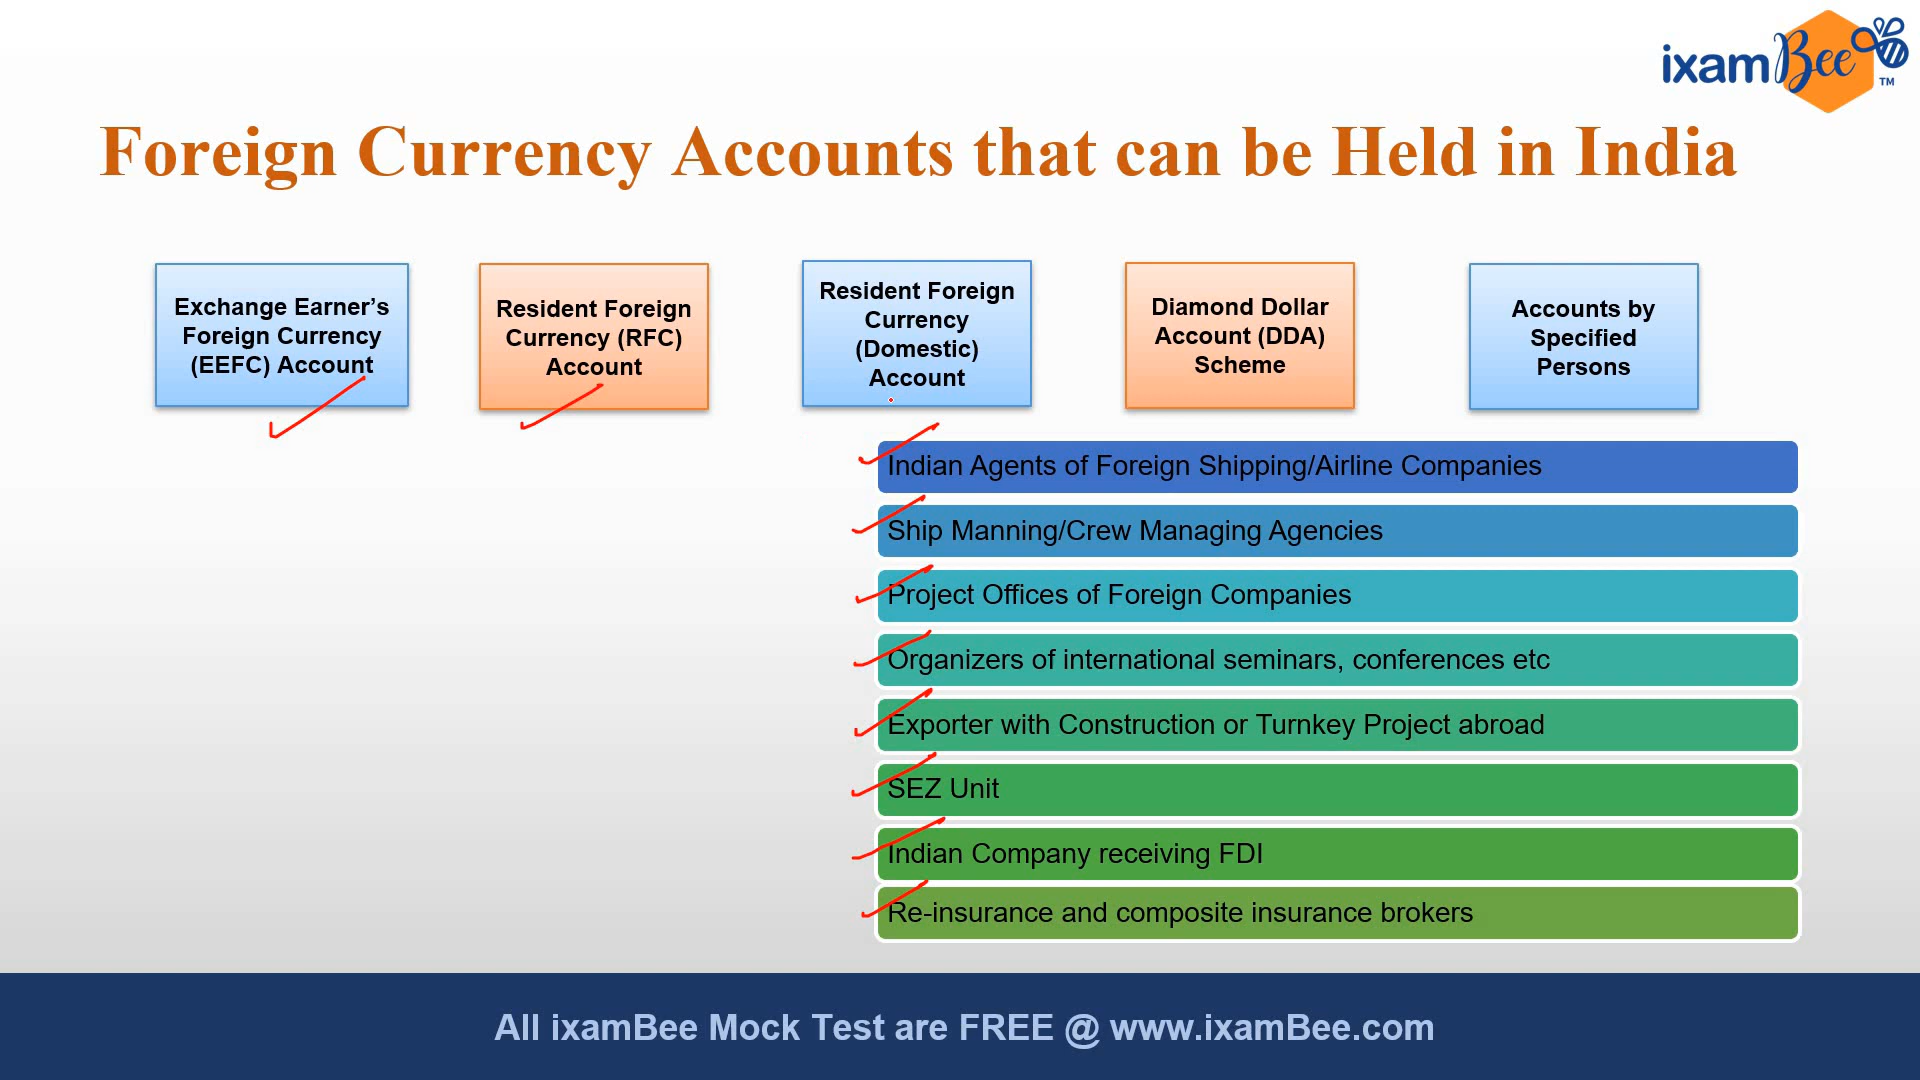 ixamBee TM
Foreign Currency Accounts that can be Held in India
Exchange Earner’s
Foreign Currency
(EEFC) Account
Resident Foreign
Currency (RFC)
Account
Resident Foreign
Currency
(Domestic)
Account
Diamond Dollar
Account (DDA)
Scheme
Accounts by
Specified
Persons
Indian Agents of Foreign Shipping/Airline Companies
Ship Manning/Crew Managing Agencies
Project Offices of Foreign Companies
Organizers of international seminars, conferences etc
Exporter with Construction or Turnkey Project abroad
SEZ Unit
Indian Company receiving FDI
Re-insurance and composite insurance brokers
All ixamBee Mock Test are FREE @ www.ixamBee.com